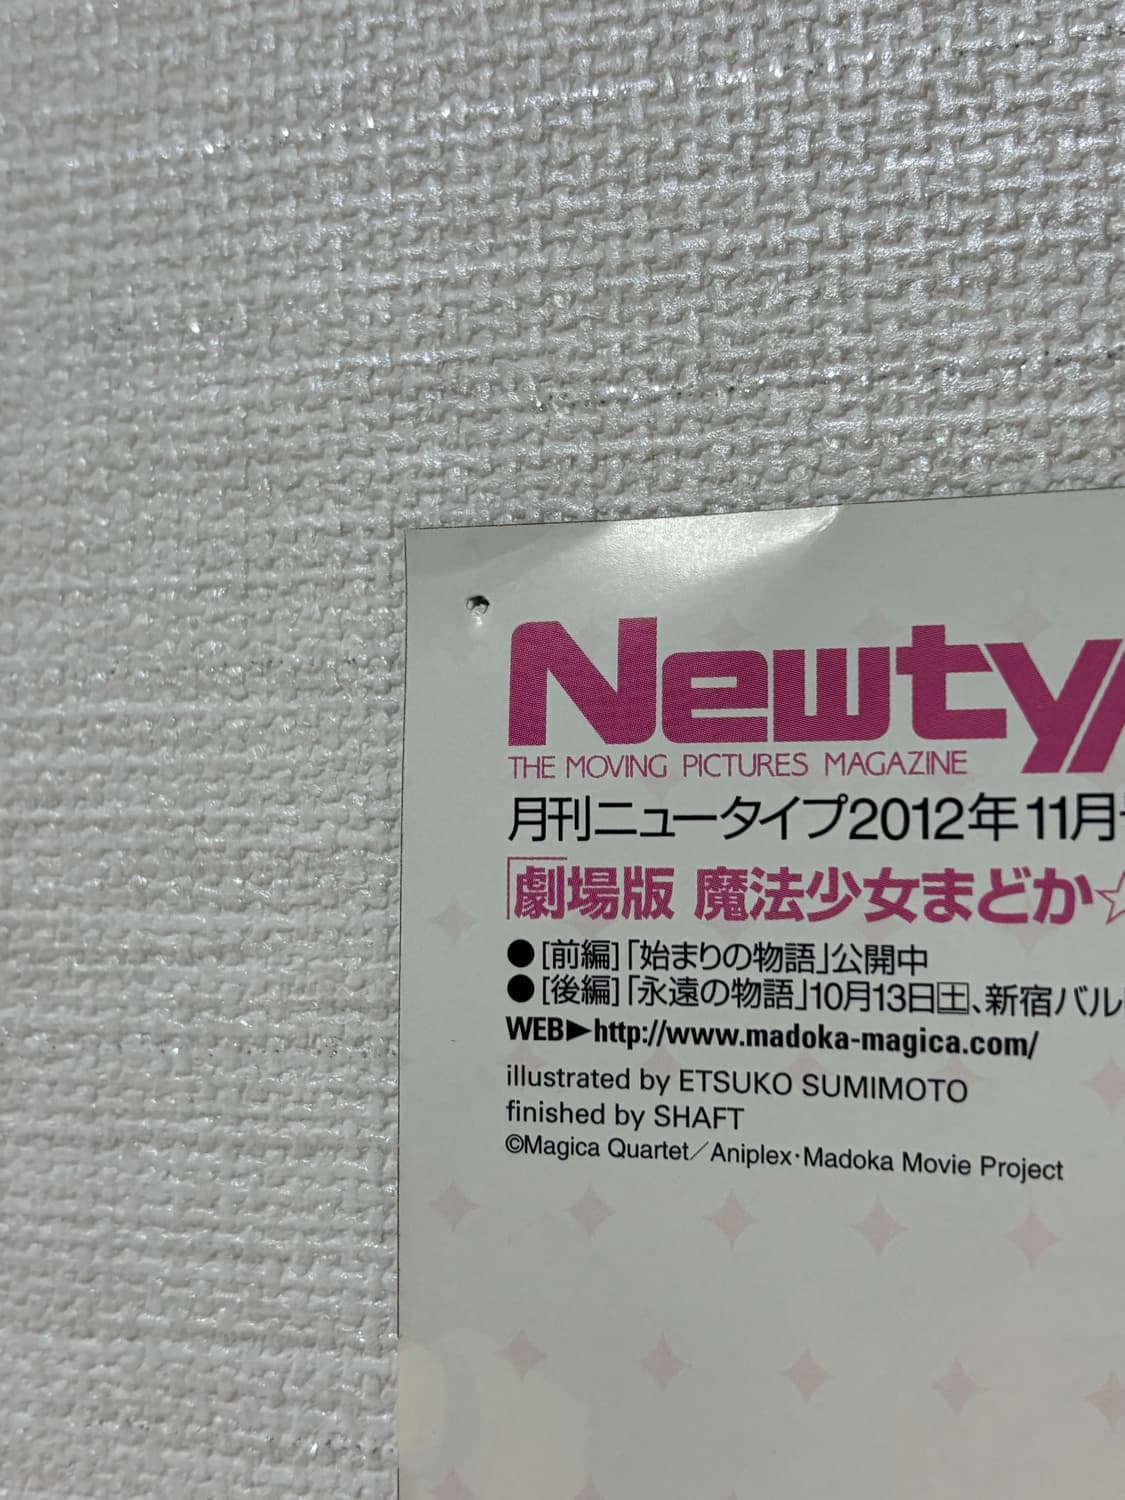 Newty
THE MOVING PICTURES MAGAZINE
月刊ニュータイプ2012年11月
「劇場版 魔法少女まどか☆
●[前編]「始まりの物語」公開中
●[後編]「永遠の物語」10月13日土、新宿バル
WEB▶http://www.madoka-magica.com/
illustrated by ETSUKO SUMIMOTO
finished by SHAFT
©Magica Quartet／Aniplex・Madoka Movie Project